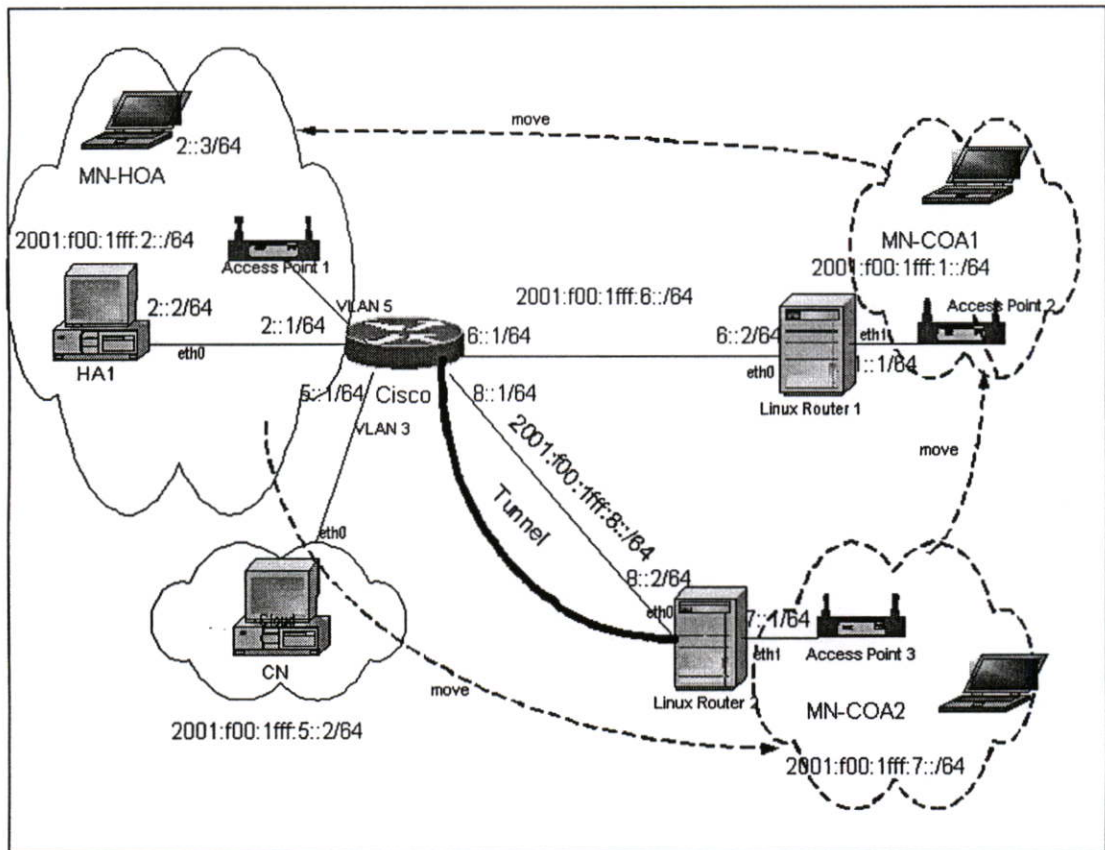 move
2::3/64
MN-HOA
MN-COA1
2001:f00:1fff:2::/64
2001:f00:1fff:1::/64
Access Point 1
Access Point 2
2001:f00:1fff:6::/64
VLAN 5
2::2/64
2::1/64
6::1/64
6::2/64
eth1
1::1/64
eth0
eth0
HA1
Linux Router 1
5::1/64
Cisco
8::1/64
VLAN 3
2001:f00:1fff:8::/64
move
Tunnel
eth0
8::2/64
eth0
7::1/64
Cloud
eth1
Access Point 3
CN
move
Linux Router 2
MN-COA2
2001:f00:1fff:5::2/64
2001:f00:1fff:7::/64